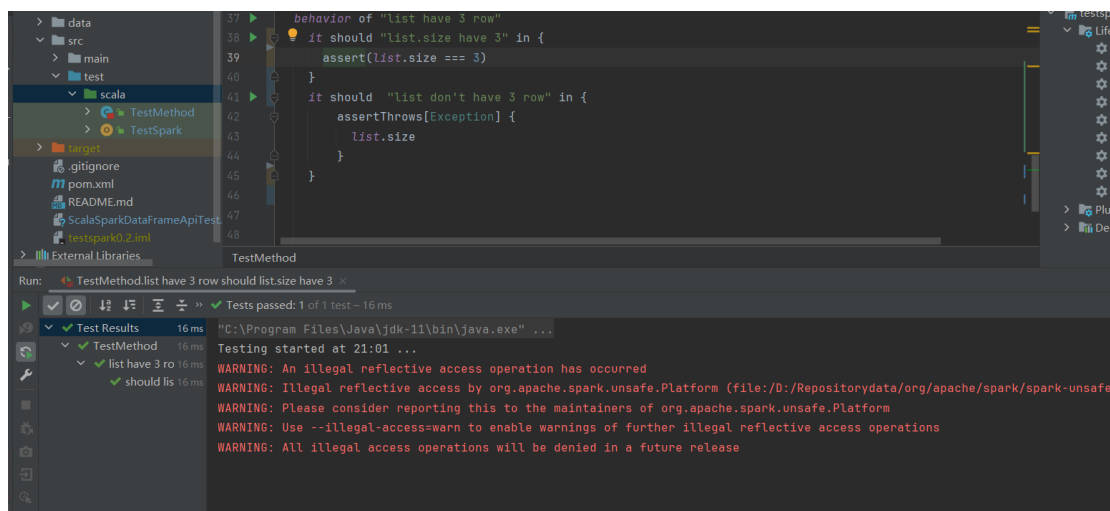 data
src
main
test
scala
TestMethod
TestSpark
target
.gitignore
pom.xml
README.md
ScalaSparkDataFrameApiTest.
testspark0.2.iml
External Libraries
37 behavior of "list have 3 row"
38 it should "list.size have 3" in {
39 assert(list.size === 3)
40 }
41 it should "list don't have 3 row" in {
42 assertThrows[Exception] {
43 list.size
44 }
45 }
46
47
48
TestMethod
testsp
Life
Plu
De
Run: TestMethod.list have 3 row should list.size have 3 ×
» Tests passed: 1 of 1 test – 16 ms
Test Results 16 ms
TestMethod 16 ms
list have 3 ro 16 ms
should lis 16 ms
"C:\Program Files\Java\jdk-11\bin\java.exe" ...
Testing started at 21:01 ...
WARNING: An illegal reflective access operation has occurred
WARNING: Illegal reflective access by org.apache.spark.unsafe.Platform (file:/D:/Repositorydata/org/apache/spark/spark-unsafe
WARNING: Please consider reporting this to the maintainers of org.apache.spark.unsafe.Platform
WARNING: Use --illegal-access=warn to enable warnings of further illegal reflective access operations
WARNING: All illegal access operations will be denied in a future release